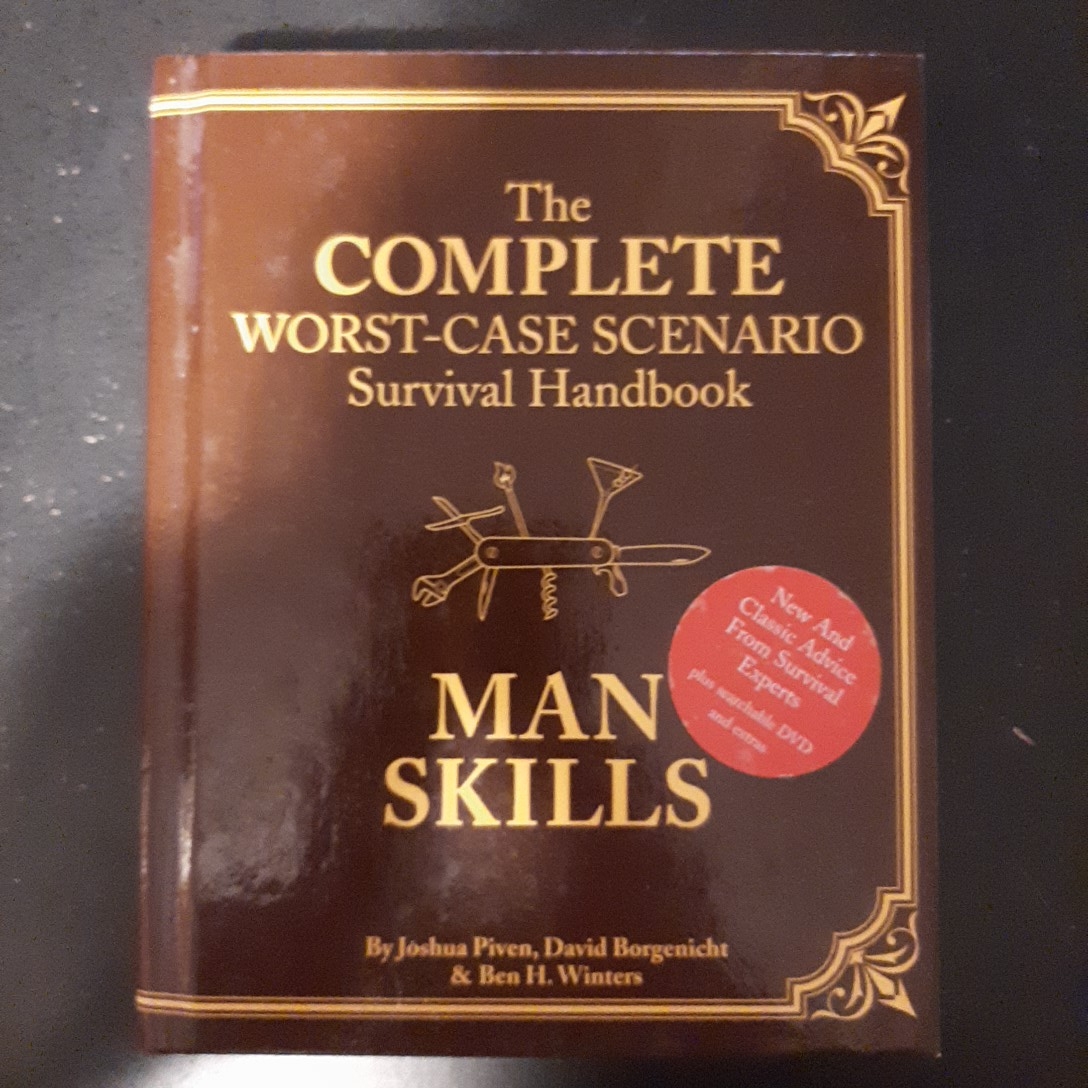 The
COMPLETE
WORST-CASE SCENARIO
Survival Handbook
New And
Classic Advice
From Survival
Experts
plus searchable DVD
and extras
MAN
SKILLS
By Joshua Piven, David Borgenicht
& Ben H. Winters